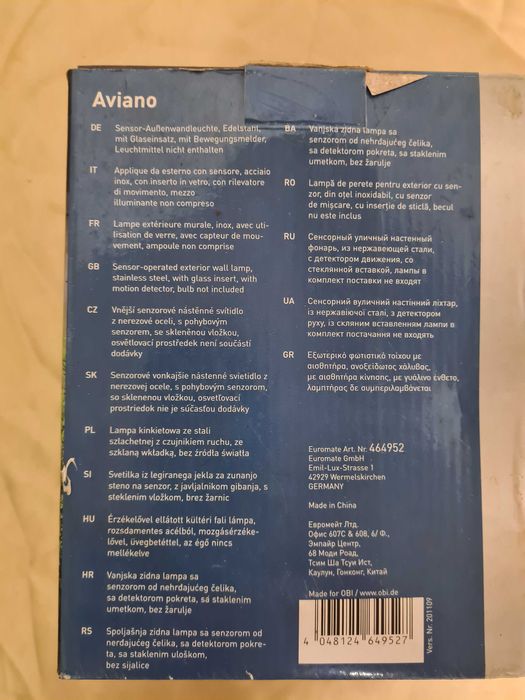 Aviano
DE Sensor-Außenwandleuchte, Edelstahl,
mit Glaseinsatz, mit Bewegungsmelder,
Leuchtmittel nicht enthalten
IT Applique da esterno con sensore, acciaio
inox, con inserto in vetro, con rilevatore
di movimento, mezzo
illuminante non compreso
FR Lampe extérieure murale, inox, avec uti-
lisation de verre, avec capteur de mou-
vement, ampoule non comprise
GB Sensor-operated exterior wall lamp,
stainless steel, with glass insert, with
motion detector, bulb not included
CZ Vnější senzorové nástěnné svítidlo
z nerezové oceli, s pohybovým
senzorem, se skleněnou vložkou,
osvětlovací prostředek není součástí
dodávky
SK Senzorové vonkajšie nástenné svietidlo z
nerezovej ocele, s pohybovým senzorom,
so sklenenou vložkou, osvetľovací
prostriedok nie je súčasťou dodávky
PL Lampa kinkietowa ze stali
szlachetnej z czujnikiem ruchu, ze
szklaną wkładką, bez źródła światła
SI Svetilka iz legiranega jekla za zunanjo
steno na senzor, z javljalnikom gibanja, s
steklenim vložkom, brez žarnic
HU Érzékelővel ellátott kültéri fali lámpa,
rozsdamentes acélból, mozgásérzéke-
lővel, üvegbetéttel, az égő nincs
mellékelve
HR Vanjska zidna lampa sa
senzorom od nehrđajućeg čelika,
sa detektorom pokreta, sa staklenim
umetkom, bez žarulje
RS Spoljašnja zidna lampa sa senzorom od
nerđajućeg čelika, sa detektorom pokre-
ta, sa staklenim uloškom,
bez sijalice
BA Vanjska zidna lampa sa
senzorom od nehrđajućeg čelika,
sa detektorom pokreta, sa staklenim
umetkom, bez žarulje
RO Lampă de perete pentru exterior cu sen-
zor, din oțel inoxidabil, cu senzor
de mișcare, cu inserție de sticlă, becul
nu este inclus
RU Сенсорный уличный настенный
фонарь, из нержавеющей стали,
с детектором движения, со
стеклянной вставкой, лампы в
комплект поставки не входят
UA Сенсорний вуличний настінний ліхтар,
із нержавіючої сталі, з детектором
руху, із скляним вставленням лампи в
комплект постачання не входять
GR Εξωτερικό φωτιστικό τοίχου με
αισθητήρα, ανοξείδωτος χάλυβας,
με αισθητήρα κίνησης, με γυάλινο ένθετο,
λαμπτήρας δε συμπεριλαμβάνεται
Euromate Art. Nr. 464952
Euromate GmbH
Emil-Lux-Strasse 1
42929 Wermelskirchen
GERMANY
Made in China
Евромейт Лтд.
Офис 607С & 608, 6/ Ф.,
Эмпайр Центр,
68 Моди Роад,
Тсим Ша Тсуи Ист,
Каулун, Гонконг, Китай
Made for OBI / www.obi.de
4 048124 649527
Vers. Nr. 201109